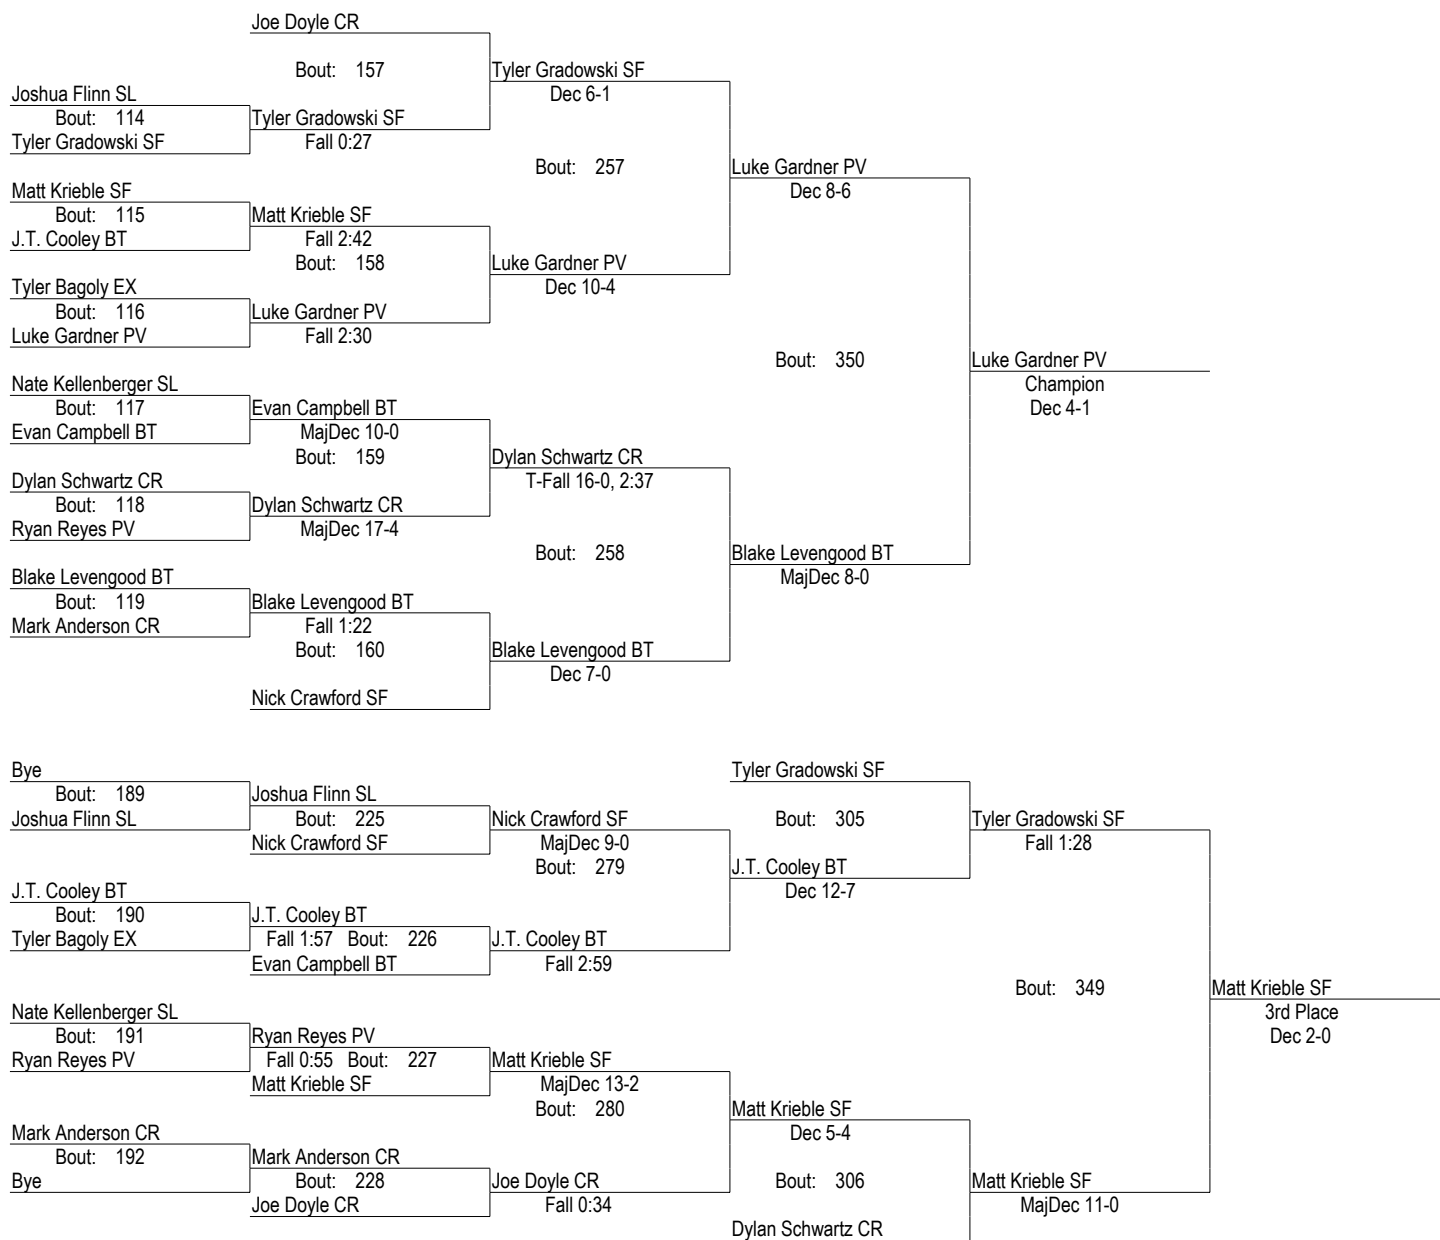 Joe Doyle CR
Bout: 157 Tyler Gradowski SF
Joshua Flinn SL Dec 6-1
Bout: 114 Tyler Gradowski SF
Tyler Gradowski SF Fall 0:27
Bout: 257 Luke Gardner PV
Matt Krieble SF Dec 8-6
Bout: 115 Matt Krieble SF
J.T. Cooley BT Fall 2:42
Bout: 158 Luke Gardner PV
Tyler Bagoly EX Dec 10-4
Bout: 116 Luke Gardner PV
Luke Gardner PV Fall 2:30
Bout: 350 Luke Gardner PV
Nate Kellenberger SL Champion
Bout: 117 Evan Campbell BT Dec 4-1
Evan Campbell BT MajDec 10-0
Bout: 159 Dylan Schwartz CR
Dylan Schwartz CR T-Fall 16-0, 2:37
Bout: 118 Dylan Schwartz CR
Ryan Reyes PV MajDec 17-4
Bout: 258 Blake Levengood BT
Blake Levengood BT MajDec 8-0
Bout: 119 Blake Levengood BT
Mark Anderson CR Fall 1:22
Bout: 160 Blake Levengood BT
Dec 7-0
Nick Crawford SF
Bye Tyler Gradowski SF
Bout: 189 Joshua Flinn SL
Joshua Flinn SL Bout: 225 Nick Crawford SF Bout: 305 Tyler Gradowski SF
Nick Crawford SF MajDec 9-0 Fall 1:28
Bout: 279 J.T. Cooley BT
J.T. Cooley BT Dec 12-7
Bout: 190 J.T. Cooley BT
Tyler Bagoly EX Fall 1:57 Bout: 226 J.T. Cooley BT
Evan Campbell BT Fall 2:59
Bout: 349 Matt Krieble SF
Nate Kellenberger SL 3rd Place
Bout: 191 Ryan Reyes PV Dec 2-0
Ryan Reyes PV Fall 0:55 Bout: 227 Matt Krieble SF
Matt Krieble SF MajDec 13-2
Bout: 280 Matt Krieble SF
Mark Anderson CR Dec 5-4
Bout: 192 Mark Anderson CR
Bye Bout: 228 Joe Doyle CR Bout: 306 Matt Krieble SF
Joe Doyle CR Fall 0:34 MajDec 11-0
Dylan Schwartz CR